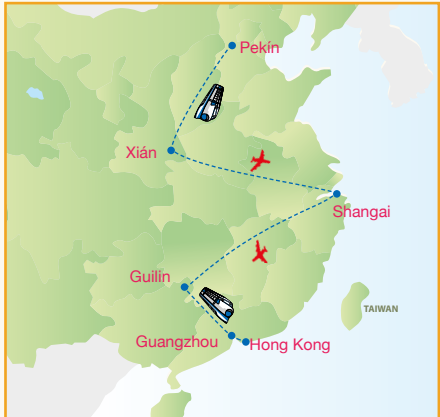 Pekín
Xián
Shangai
Guilin
TAIWAN
Guangzhou
Hong Kong